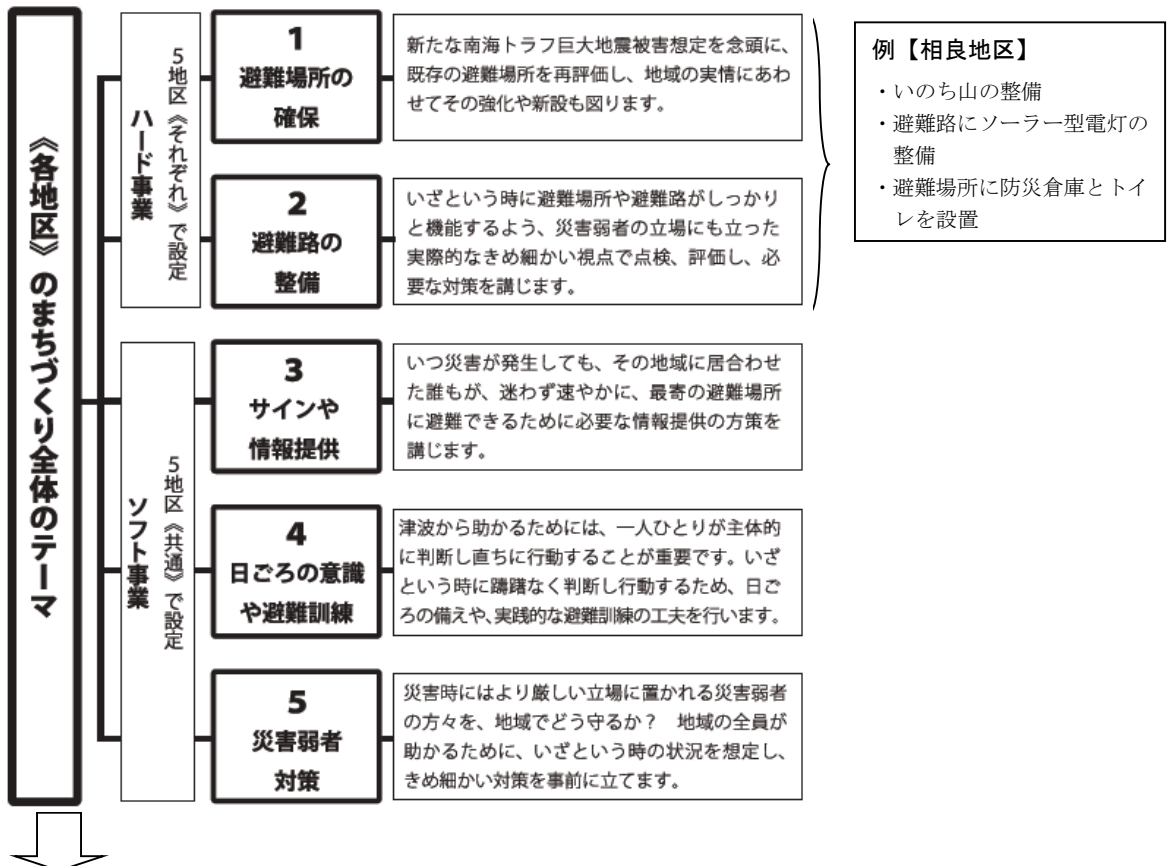 《各地区》のまちづくり全体のテーマ
ハード事業
5地区《それぞれ》で設定
1
避難場所の
確保
新たな南海トラフ巨大地震被害想定を念頭に、
既存の避難場所を再評価し、地域の実情にあわ
せてその強化や新設も図ります。
2
避難路の
整備
いざという時に避難場所や避難路がしっかり
と機能するよう、災害弱者の立場にも立った
実際的なきめ細かい視点で点検、評価し、必
要な対策を講じます。
例【相良地区】
・いのち山の整備
・避難路にソーラー型電灯の
整備
・避難場所に防災倉庫とトイ
レを設置
ソフト事業
5地区《共通》で設定
3
サインや
情報提供
いつ災害が発生しても、その地域に居合わせ
た誰もが、迷わず速やかに、最寄の避難場所
に避難できるために必要な情報提供の方策を
講じます。
4
日ごろの意識
や避難訓練
津波から助かるためには、一人ひとりが主体的
に判断し直ちに行動することが重要です。いざ
という時に躊躇なく判断し行動するため、日ご
ろの備えや、実践的な避難訓練の工夫を行います。
5
災害弱者
対策
災害時にはより厳しい立場に置かれる災害弱者
の方々を、地域でどう守るか？　地域の全員が
助かるために、いざという時の状況を想定し、
きめ細かい対策を事前に立てます。